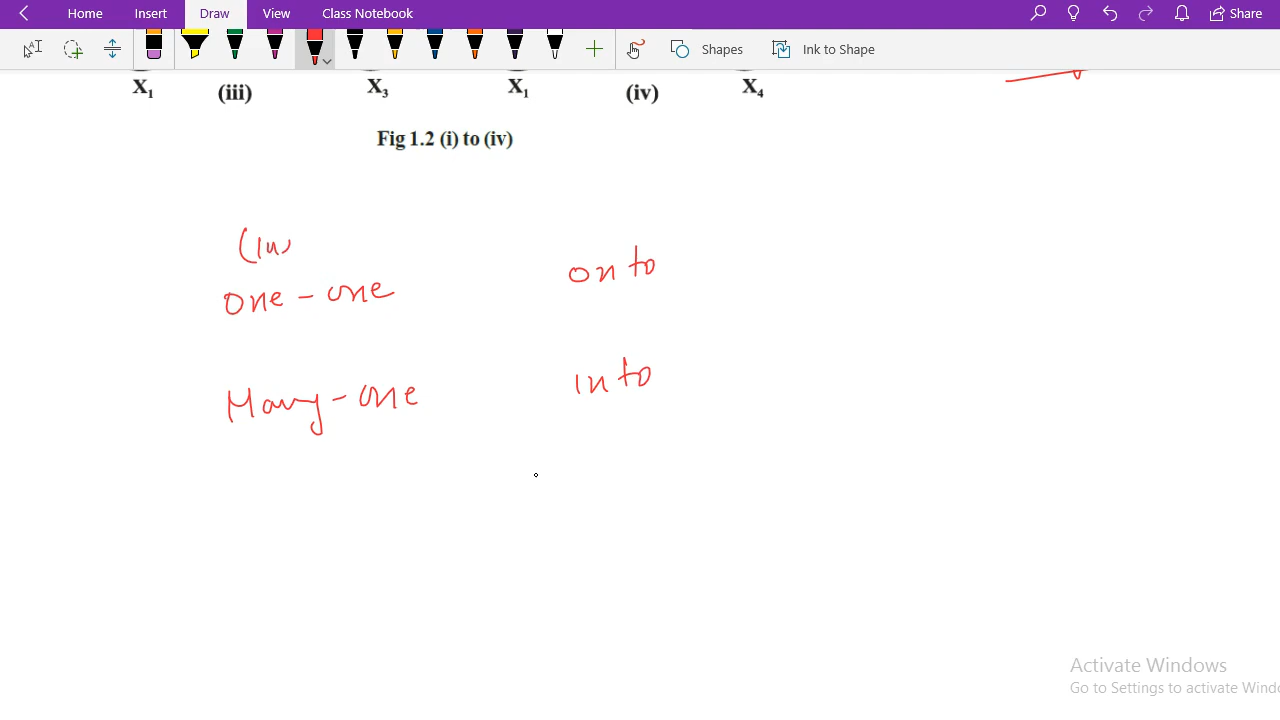 Home Insert Draw View Class Notebook Share
Shapes Ink to Shape
X1 (iii) X3 X1 (iv) X4
Fig 1.2 (i) to (iv)
onto
one - one
into
Many - one
Activate Windows
Go to Settings to activate Windo